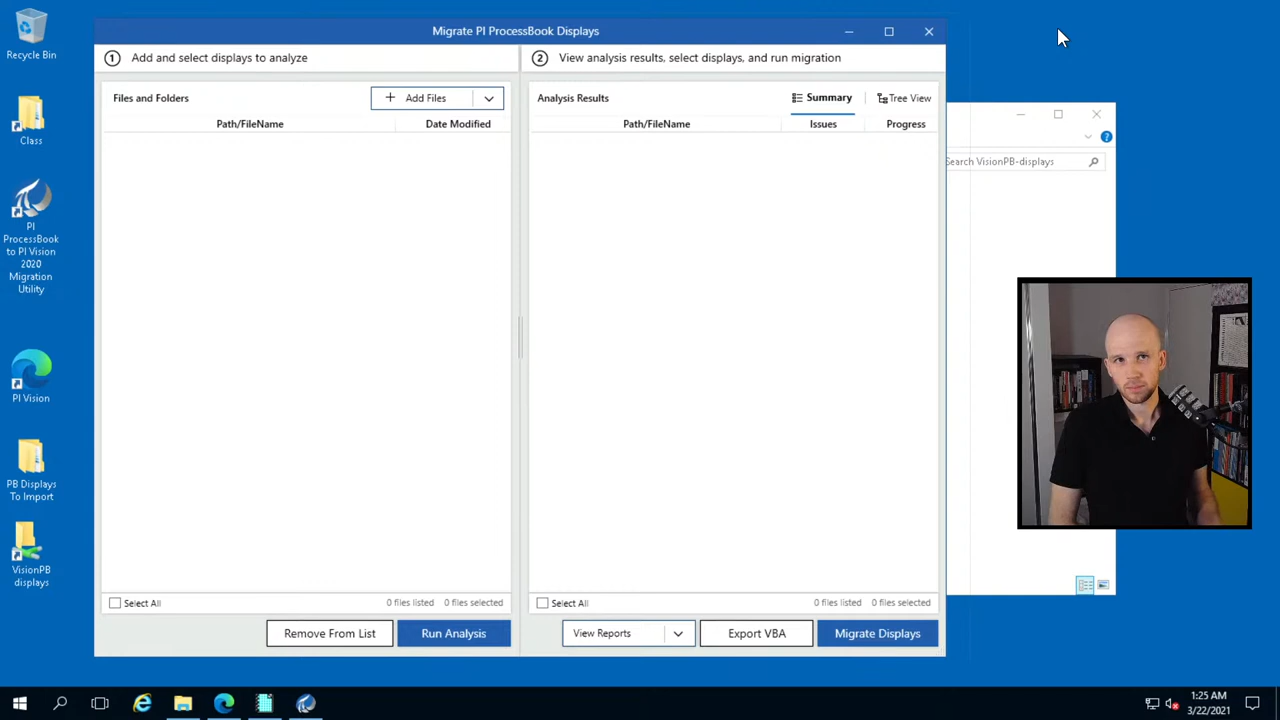 Recycle Bin
Class
PI
ProcessBook
to PI Vision
2020
Migration
Utility
PI Vision
PB Displays
To Import
VisionPB
displays
Migrate PI ProcessBook Displays
1 Add and select displays to analyze
2 View analysis results, select displays, and run migration
Files and Folders
+ Add Files
Path/FileName Date Modified
Analysis Results
Summary
Tree View
Path/FileName Issues Progress
Select All 0 files listed 0 files selected
Remove From List
Run Analysis
Select All 0 files listed 0 files selected
View Reports
Export VBA
Migrate Displays
Search VisionPB-displays
1:25 AM
3/22/2021